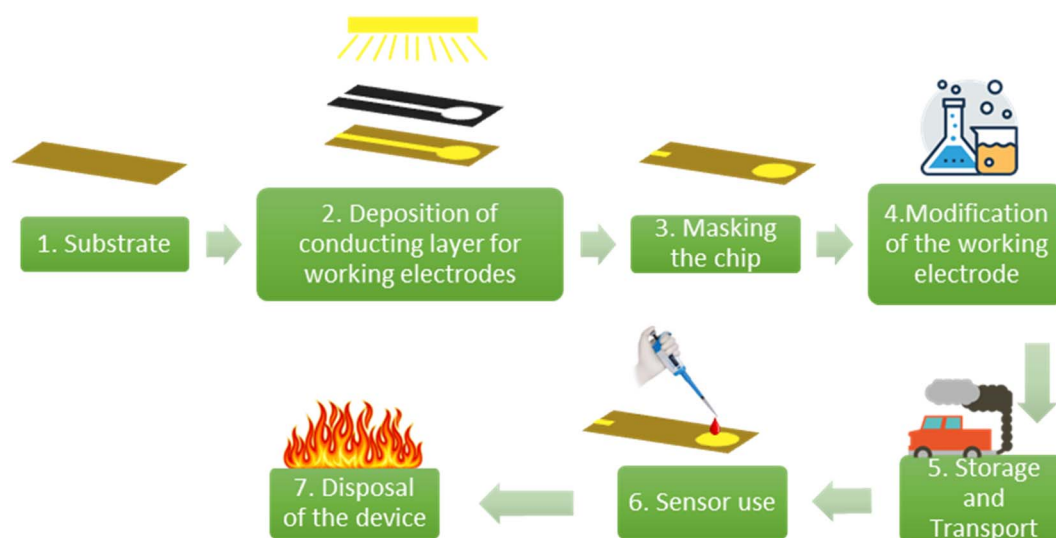 1. Substrate
2. Deposition of
conducting layer for
working electrodes
3. Masking
the chip
4.Modification
of the working
electrode
5. Storage
and
Transport
6. Sensor use
7. Disposal
of the device